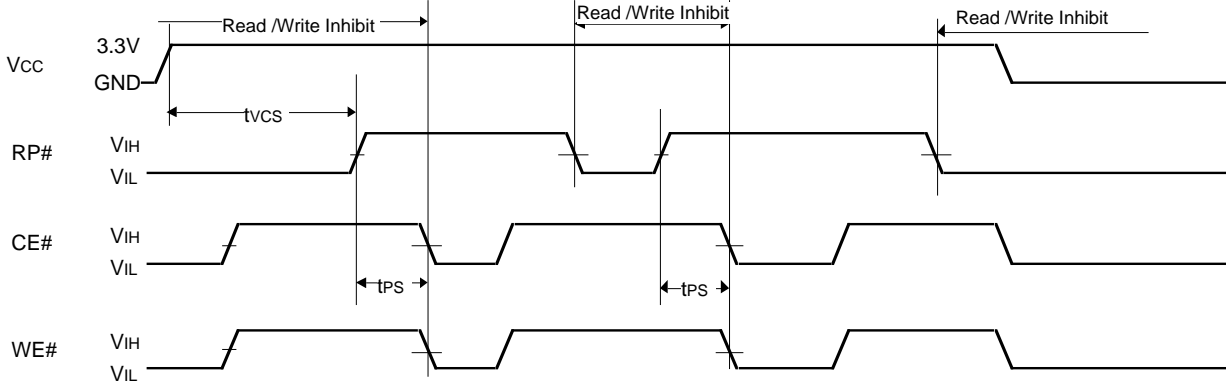 Read /Write Inhibit
Read /Write Inhibit
Read /Write Inhibit
VCC
3.3V
GND
tVCS
RP#
VIH
VIL
CE#
VIH
VIL
tPS
tPS
WE#
VIH
VIL